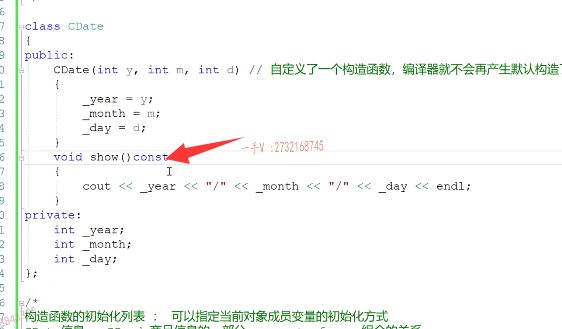 class CDate
{
public:
CDate(int y, int m, int d) // 自定义了一个构造函数，编译器就不会再产生默认构造
{
_year = y;
_month = m;
_day = d;
}
void show()const
一手V :2732168745
{
cout << _year << "/" << _month << "/" << _day << endl;
}
private:
int _year;
int _month;
int _day;
};
/*
构造函数的初始化列表 ： 可以指定当前对象成员变量的初始化方式